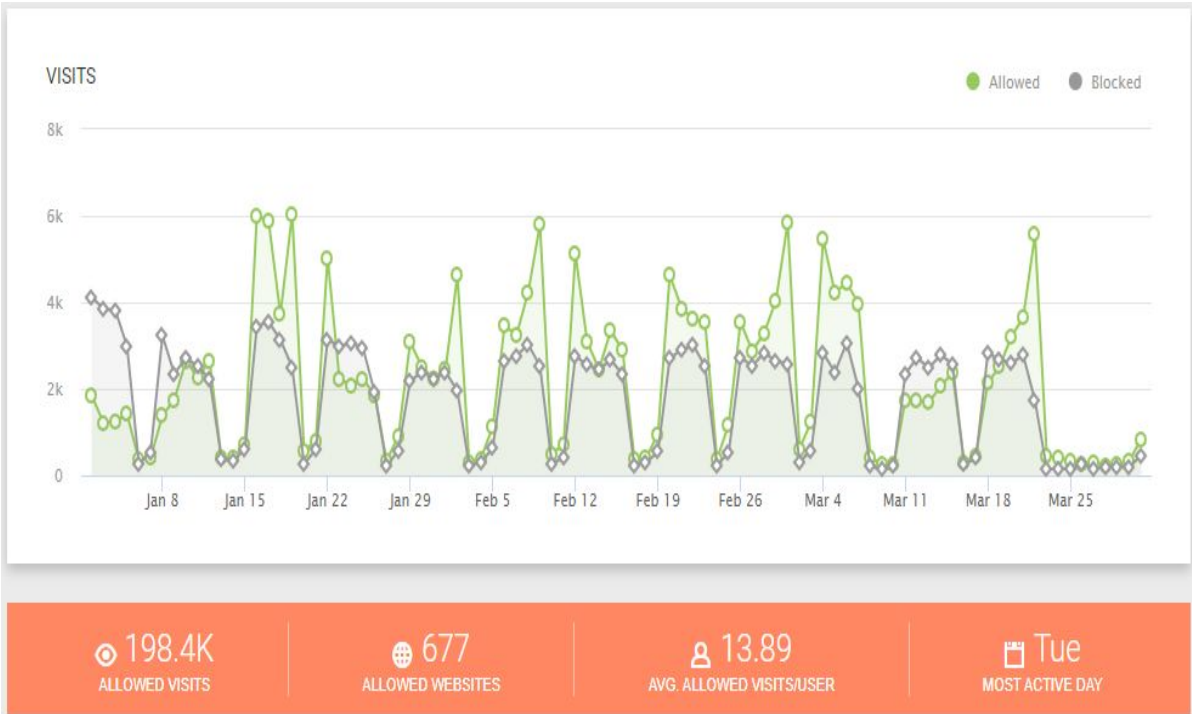 VISITS
Allowed Blocked
8k
6k
4k
2k
0
Jan 8 Jan 15 Jan 22 Jan 29 Feb 5 Feb 12 Feb 19 Feb 26 Mar 4 Mar 11 Mar 18 Mar 25
198.4K 677 13.89 Tue
ALLOWED VISITS ALLOWED WEBSITES AVG. ALLOWED VISITS/USER MOST ACTIVE DAY